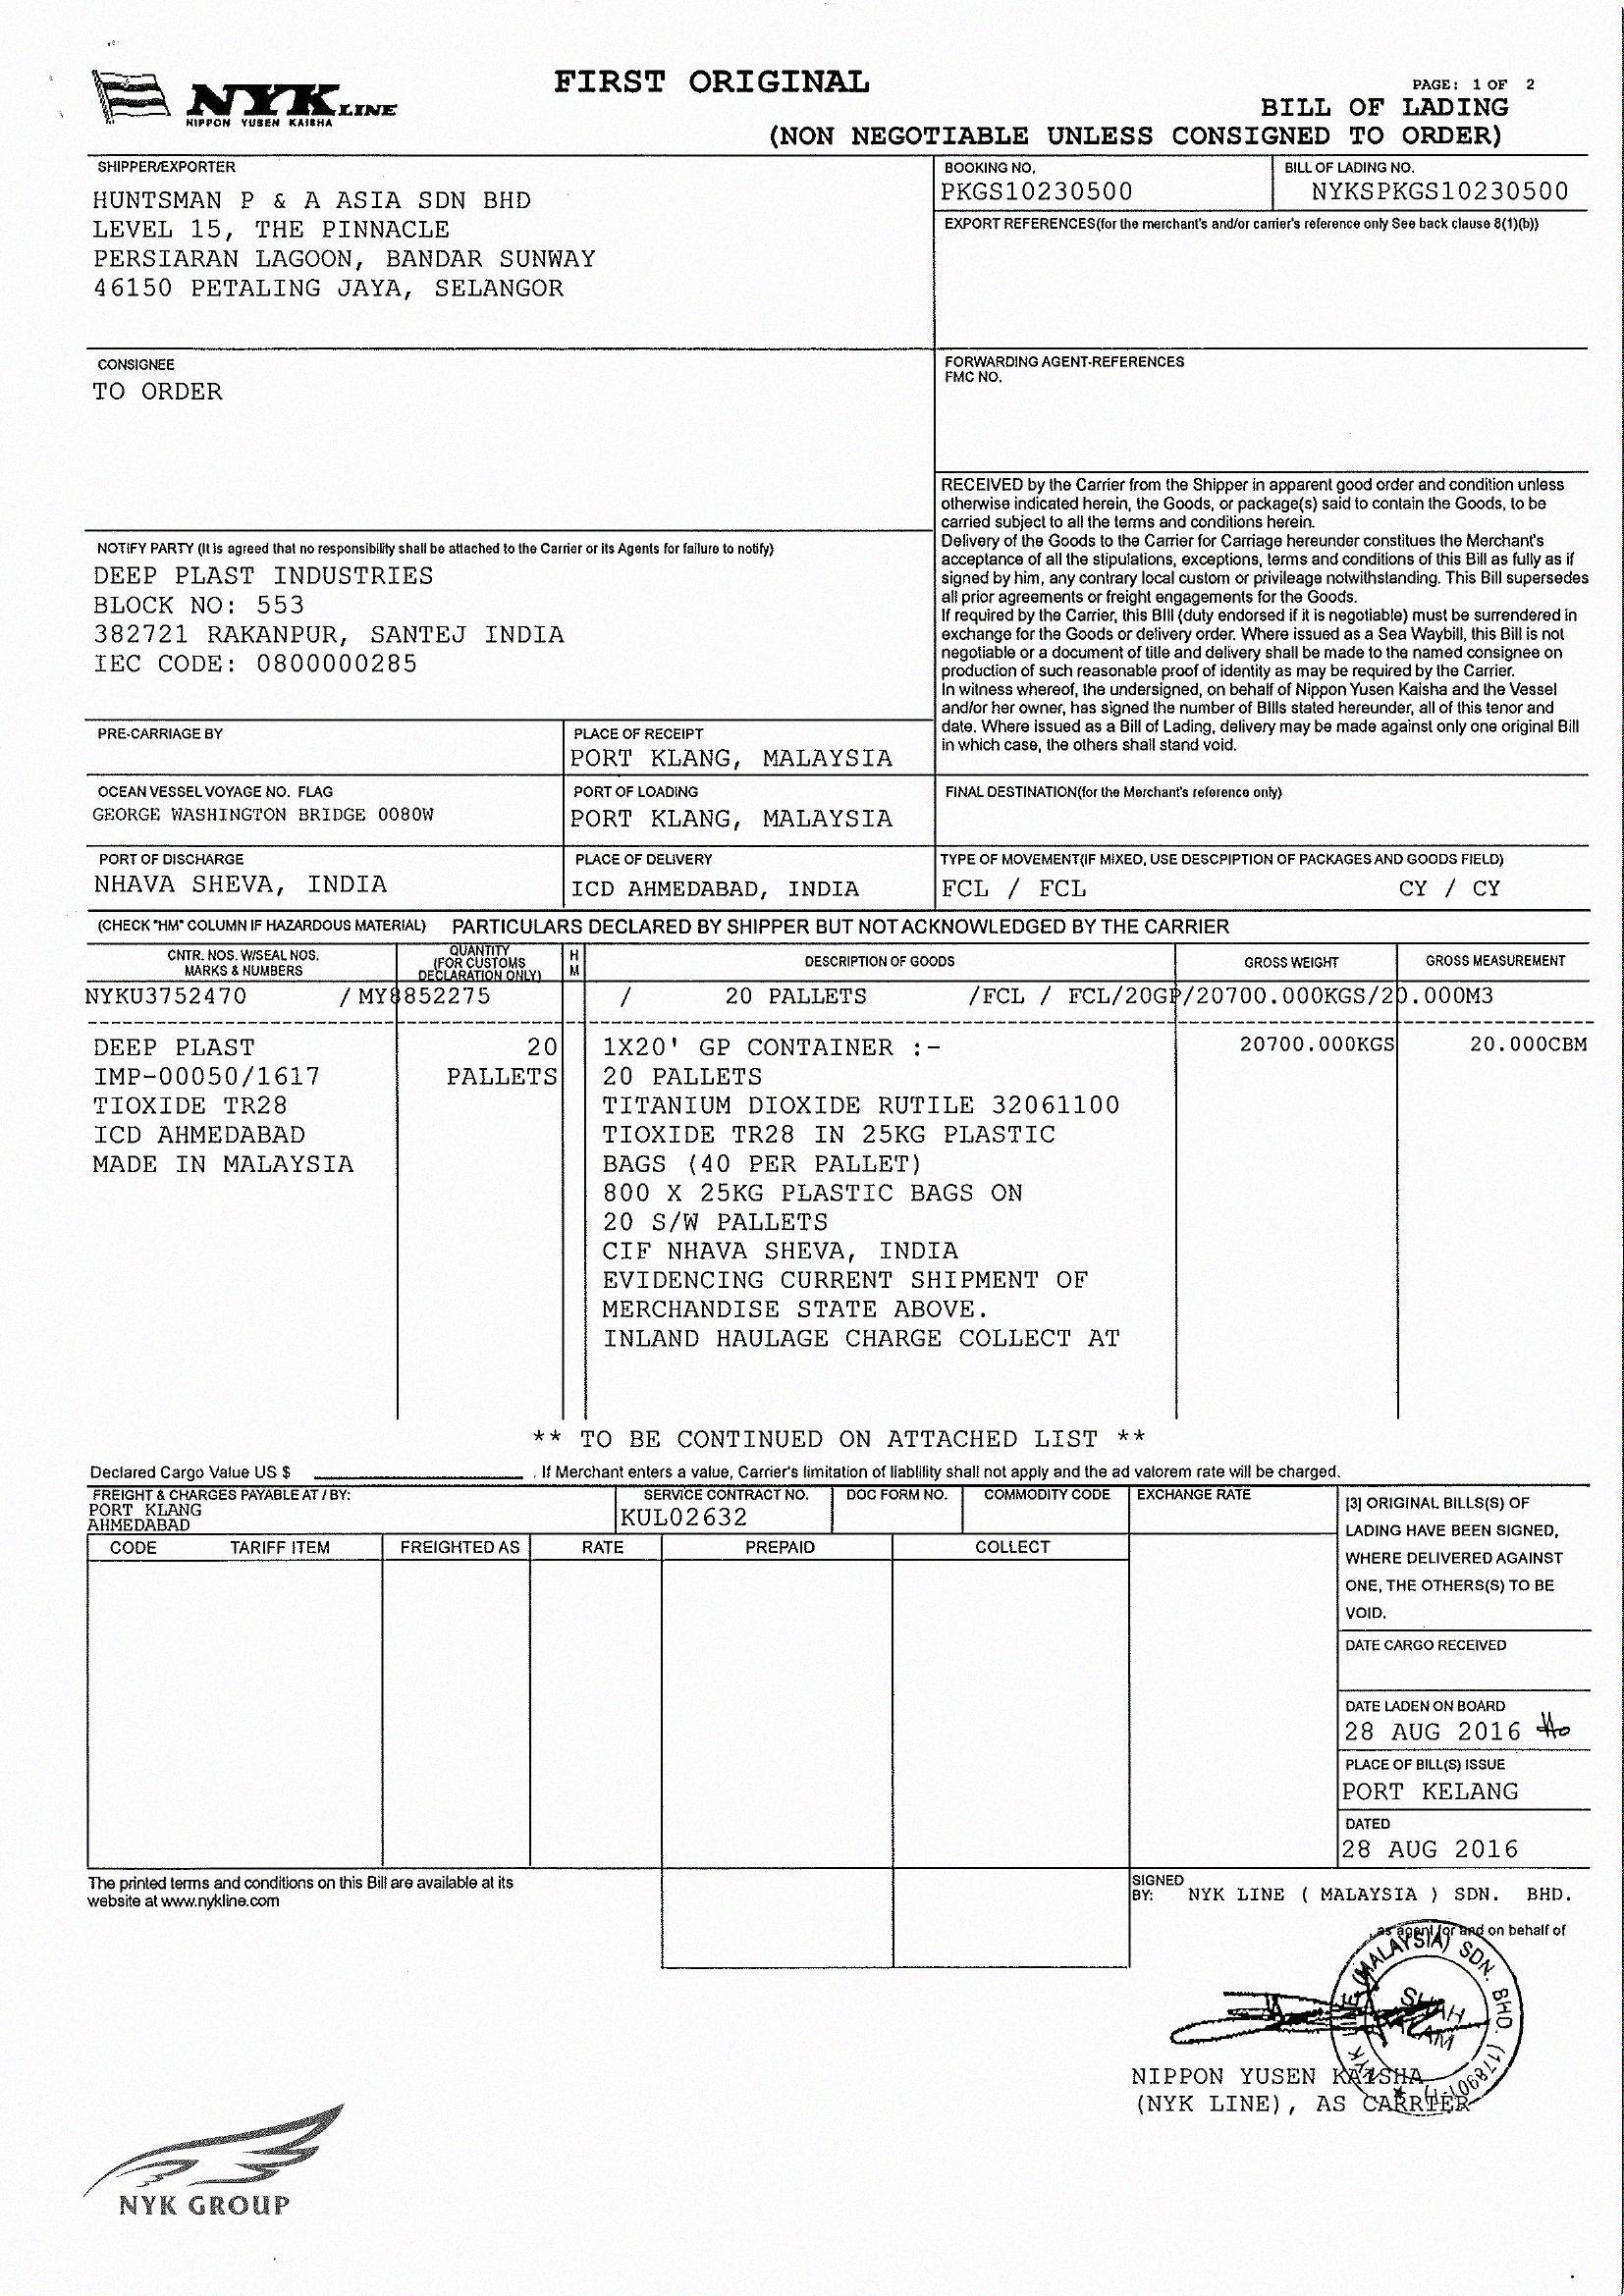 NYK LINE
NIPPON YUSEN KAISHA
FIRST ORIGINAL
PAGE: 1 OF 2
BILL OF LADING
(NON NEGOTIABLE UNLESS CONSIGNED TO ORDER)
SHIPPER/EXPORTER
HUNTSMAN P & A ASIA SDN BHD
LEVEL 15, THE PINNACLE
PERSIARAN LAGOON, BANDAR SUNWAY
46150 PETALING JAYA, SELANGOR
BOOKING NO.
PKGS10230500
BILL OF LADING NO.
NYKSPKGS10230500
EXPORT REFERENCES(for the merchant's and/or carrier's reference only See back clause 8(1)(b))
CONSIGNEE
TO ORDER
FORWARDING AGENT-REFERENCES
FMC NO.
RECEIVED by the Carrier from the Shipper in apparent good order and condition unless
otherwise indicated herein, the Goods, or package(s) said to contain the Goods, to be
carried subject to all the terms and conditions herein.
Delivery of the Goods to the Carrier for Carriage hereunder constitutes the Merchant's
acceptance of all the stipulations, exceptions, terms and conditions of this Bill as fully as if
signed by him, any contrary local custom or privileage notwithstanding. This Bill supersedes
all prior agreements or freight engagements for the Goods.
If required by the Carrier, this Bill (duty endorsed if it is negotiable) must be surrendered in
exchange for the Goods or delivery order. Where issued as a Sea Waybill, this Bill is not
negotiable or a document of title and delivery shall be made to the named consignee on
production of such reasonable proof of identity as may be required by the Carrier.
In witness whereof, the undersigned, on behalf of Nippon Yusen Kaisha and the Vessel
and/or her owner, has signed the number of Bills stated hereunder, all of this tenor and
date. Where issued as a Bill of Lading, delivery may be made against only one original Bill
in which case, the others shall stand void.
NOTIFY PARTY (It is agreed that no responsibility shall be attached to the Carrier or its Agents for failure to notify)
DEEP PLAST INDUSTRIES
BLOCK NO: 553
382721 RAKANPUR, SANTEJ INDIA
IEC CODE: 0800000285
PRE-CARRIAGE BY
PLACE OF RECEIPT
PORT KLANG, MALAYSIA
OCEAN VESSEL VOYAGE NO. FLAG
GEORGE WASHINGTON BRIDGE 0080W
PORT OF LOADING
PORT KLANG, MALAYSIA
FINAL DESTINATION(for the Merchant's reference only)
PORT OF DISCHARGE
NHAVA SHEVA, INDIA
PLACE OF DELIVERY
ICD AHMEDABAD, INDIA
TYPE OF MOVEMENT(IF MIXED, USE DESCPIPTION OF PACKAGES AND GOODS FIELD)
FCL / FCL CY / CY
(CHECK "HM" COLUMN IF HAZARDOUS MATERIAL) PARTICULARS DECLARED BY SHIPPER BUT NOT ACKNOWLEDGED BY THE CARRIER
CNTR. NOS. W/SEAL NOS.
MARKS & NUMBERS
QUANTITY
(FOR CUSTOMS
DECLARATION ONLY)
H
M
DESCRIPTION OF GOODS
GROSS WEIGHT
GROSS MEASUREMENT
NYKU3752470 / MY8852275 / 20 PALLETS /FCL / FCL/20GP/20700.000KGS/20.000M3
DEEP PLAST
IMP-00050/1617
TIOXIDE TR28
ICD AHMEDABAD
MADE IN MALAYSIA
20
PALLETS
1X20' GP CONTAINER :-
20 PALLETS
TITANIUM DIOXIDE RUTILE 32061100
TIOXIDE TR28 IN 25KG PLASTIC
BAGS (40 PER PALLET)
800 X 25KG PLASTIC BAGS ON
20 S/W PALLETS
CIF NHAVA SHEVA, INDIA
EVIDENCING CURRENT SHIPMENT OF
MERCHANDISE STATE ABOVE.
INLAND HAULAGE CHARGE COLLECT AT
20700.000KGS
20.000CBM
** TO BE CONTINUED ON ATTACHED LIST **
Declared Cargo Value US $ . If Merchant enters a value, Carrier's limitation of liablility shall not apply and the ad valorem rate will be charged.
FREIGHT & CHARGES PAYABLE AT / BY:
PORT KLANG
AHMEDABAD
SERVICE CONTRACT NO.
KUL02632
DOC FORM NO.
COMMODITY CODE
EXCHANGE RATE
CODE TARIFF ITEM FREIGHTED AS RATE PREPAID COLLECT
[3] ORIGINAL BILLS(S) OF
LADING HAVE BEEN SIGNED,
WHERE DELIVERED AGAINST
ONE, THE OTHERS(S) TO BE
VOID.
DATE CARGO RECEIVED
DATE LADEN ON BOARD
28 AUG 2016
PLACE OF BILL(S) ISSUE
PORT KELANG
DATED
28 AUG 2016
The printed terms and conditions on this Bill are available at its
website at www.nykline.com
SIGNED
BY: NYK LINE ( MALAYSIA ) SDN. BHD.
,as agent for and on behalf of
NYK LINE (MALAYSIA) SDN. BHD. (178901-T)
SHAH
ALAM
NIPPON YUSEN KAISHA
(NYK LINE), AS CARRIER
NYK GROUP